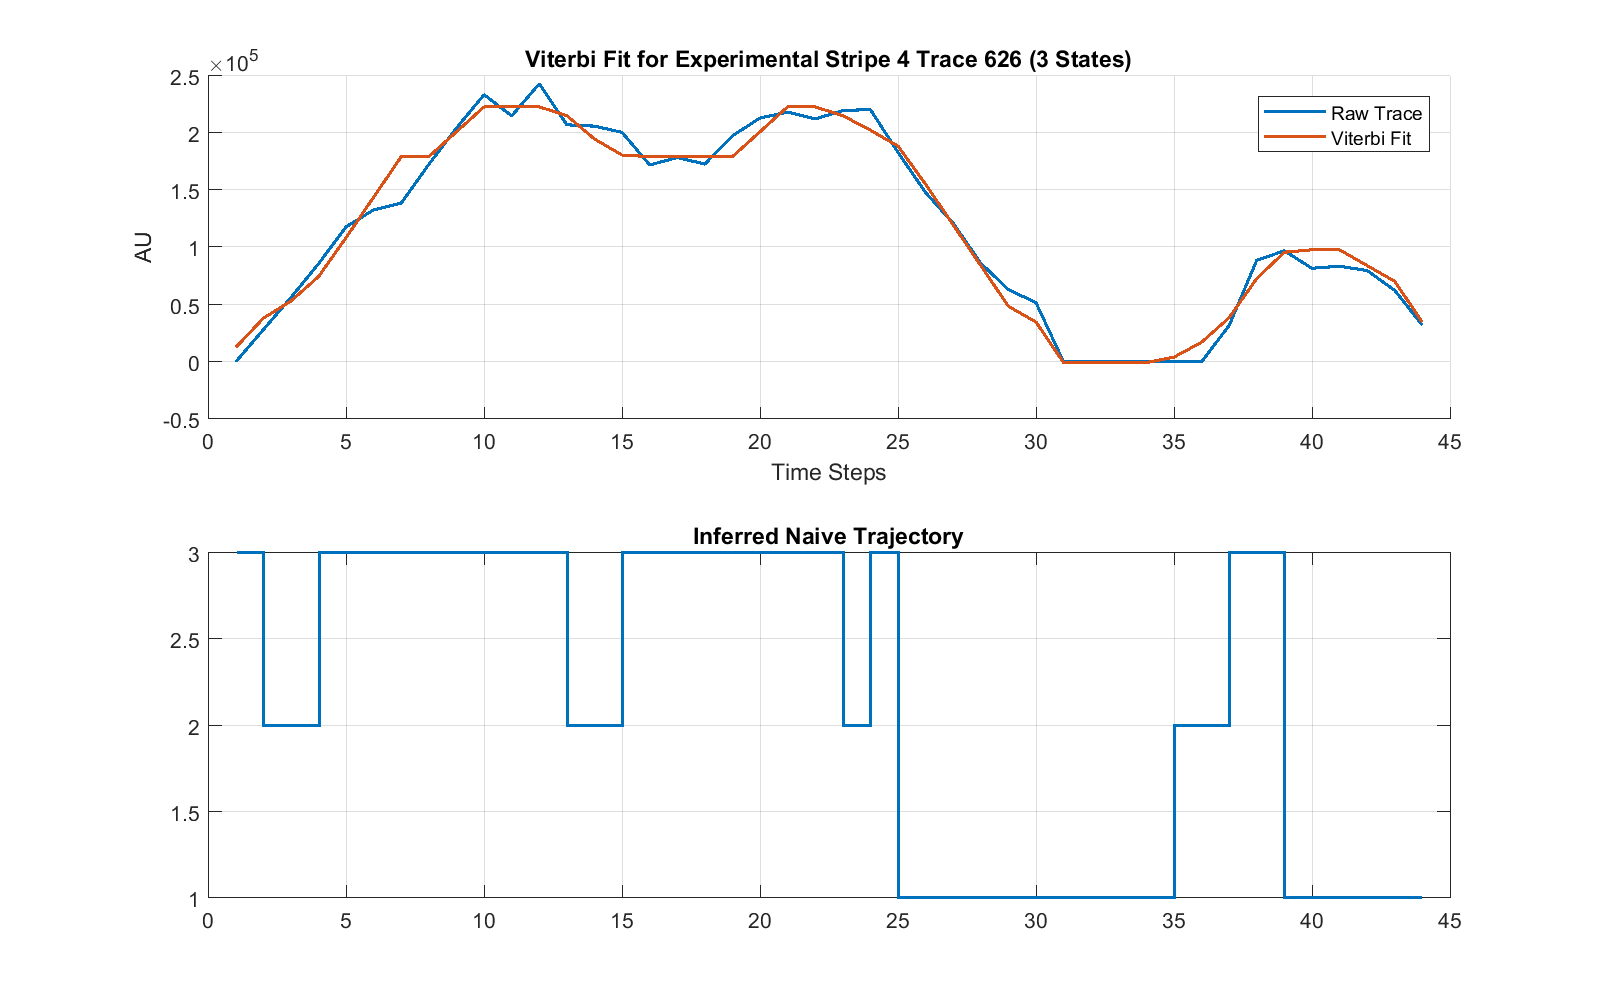 Viterbi Fit for Experimental Stripe 4 Trace 626 (3 States)
×10^5
2.5
2
1.5
1
0.5
0
-0.5
AU
Raw Trace
Viterbi Fit
0 5 10 15 20 25 30 35 40 45
Time Steps
Inferred Naive Trajectory
3
2.5
2
1.5
1
0 5 10 15 20 25 30 35 40 45